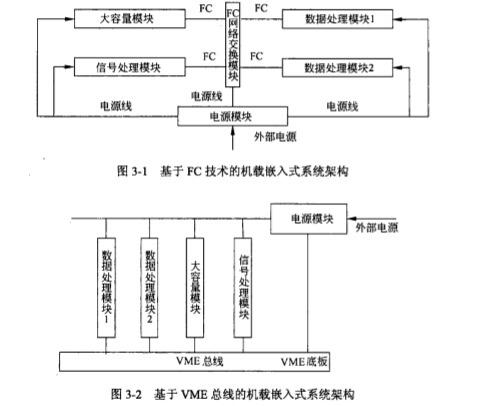 FC
FC
大容量模块
FC网络交换模块
数据处理模块1
FC
FC
信号处理模块
数据处理模块2
电源线
电源线
电源线
电源模块
外部电源
图 3-1 基于 FC 技术的机载嵌入式系统架构
电源模块
外部电源
数据处理模块1
数据处理模块2
大容量模块
信号处理模块
VME 总线
VME 底板
图 3-2 基于 VME 总线的机载嵌入式系统架构